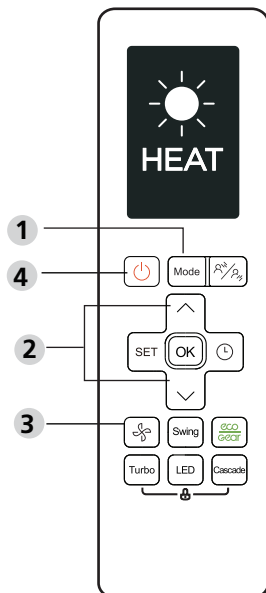 HEAT
1
4
Mode
2
SET OK
3
Swing eco
GEAR
Turbo LED Cascade